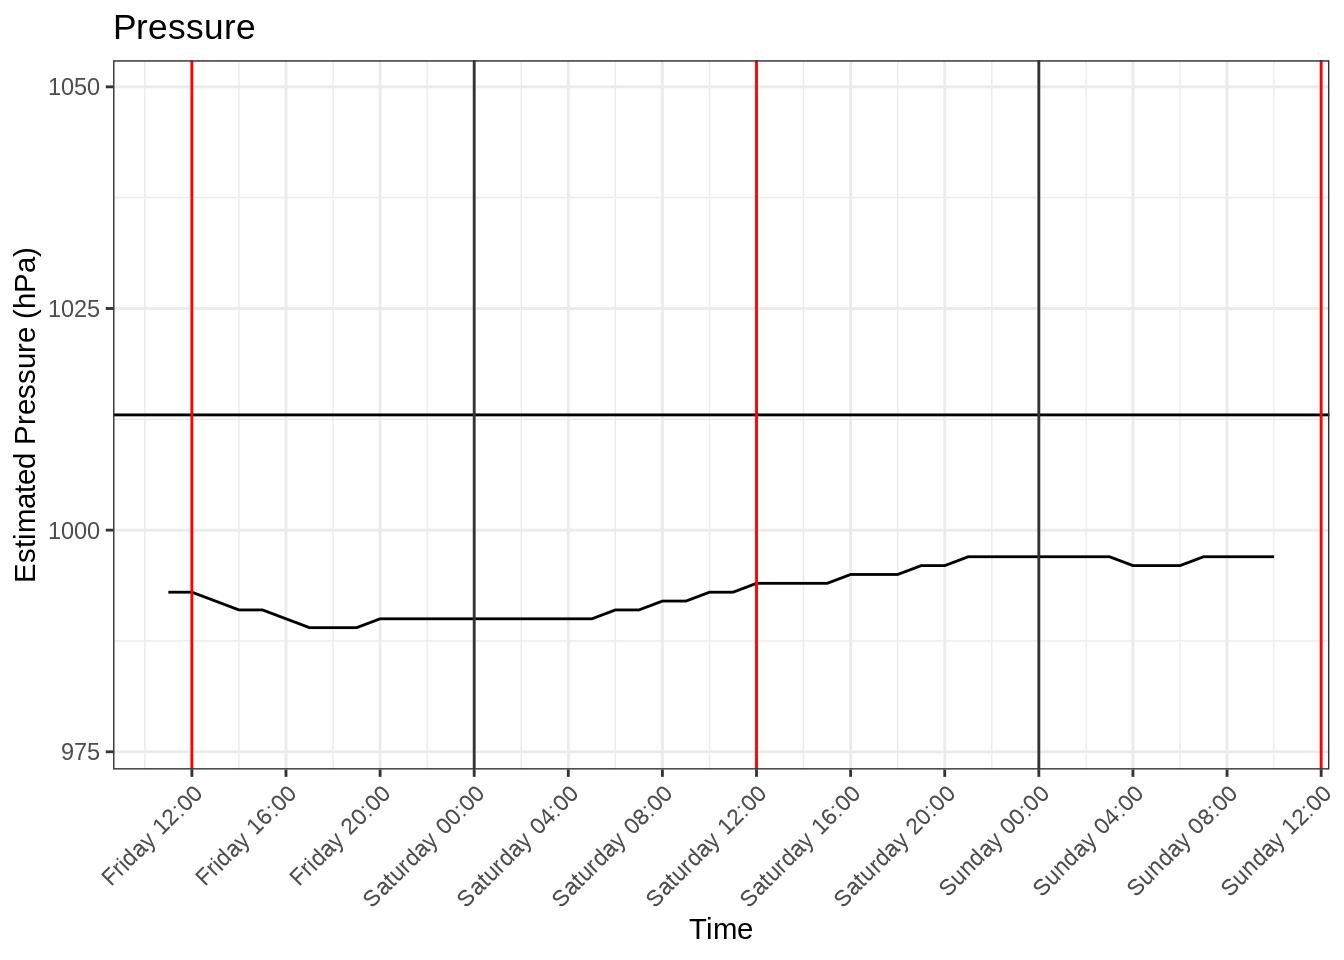 Pressure
Estimated Pressure (hPa)
1050
1025
1000
975
Friday 12:00
Friday 16:00
Friday 20:00
Saturday 00:00
Saturday 04:00
Saturday 08:00
Saturday 12:00
Saturday 16:00
Saturday 20:00
Sunday 00:00
Sunday 04:00
Sunday 08:00
Sunday 12:00
Time